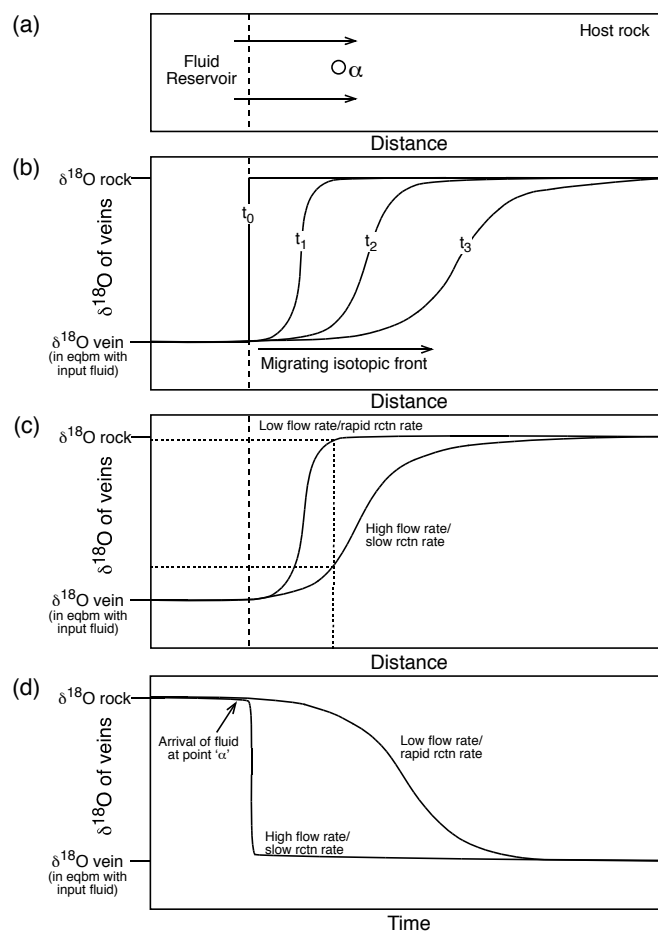 (a)
Host rock
Fluid
Reservoir
α
Distance
(b)
δ18O rock
δ18O of veins
t0
t1
t2
t3
δ18O vein
(in eqbm with
input fluid)
Migrating isotopic front
Distance
(c)
δ18O rock
Low flow rate/rapid rctn rate
δ18O of veins
High flow rate/
slow rctn rate
δ18O vein
(in eqbm with
input fluid)
Distance
(d)
δ18O rock
δ18O of veins
Arrival of fluid
at point ‘α’
Low flow rate/
rapid rctn rate
High flow rate/
slow rctn rate
δ18O vein
(in eqbm with
input fluid)
Time